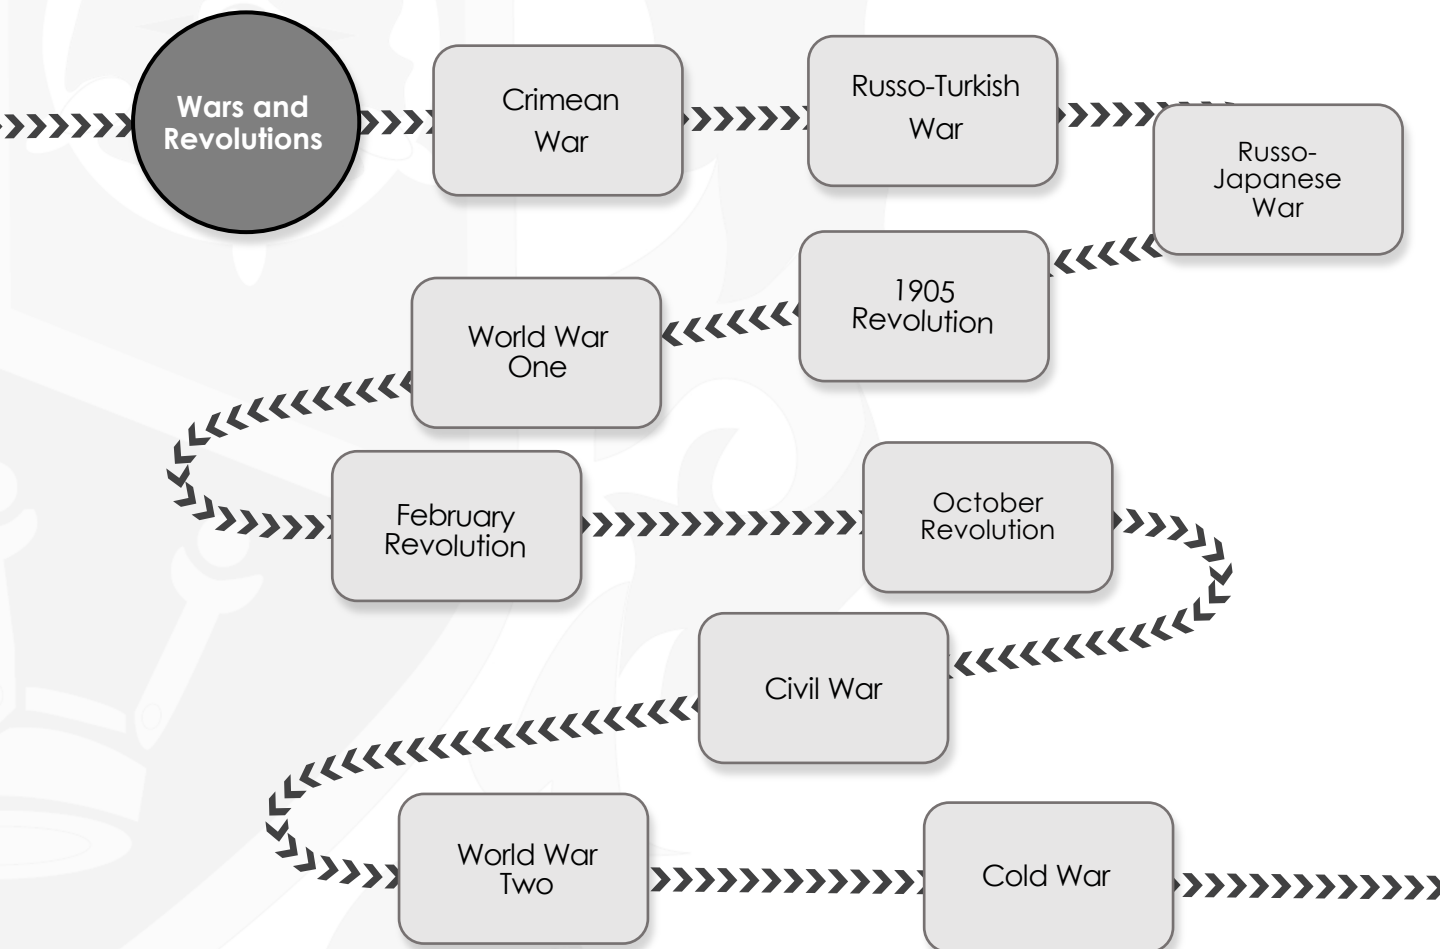 Wars and
Revolutions
Crimean
War
Russo-Turkish
War
Russo-
Japanese
War
1905
Revolution
World War
One
February
Revolution
October
Revolution
Civil War
World War
Two
Cold War